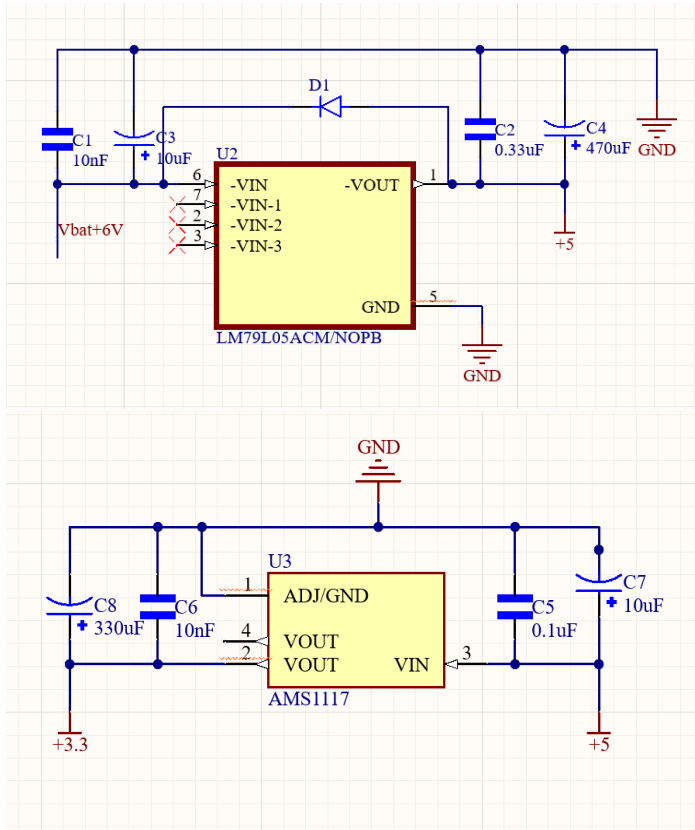 D1
C1
10nF
C3
10uF
C2
0.33uF
C4
470uF
GND
U2
6
-VIN
-VOUT
1
7
-VIN-1
2
-VIN-2
3
-VIN-3
Vbat+6V
+5
GND
5
LM79L05ACM/NOPB
GND
GND
U3
1
ADJ/GND
C8
330uF
C6
10nF
4
VOUT
2
VOUT
VIN
3
C5
0.1uF
C7
10uF
AMS1117
+3.3
+5